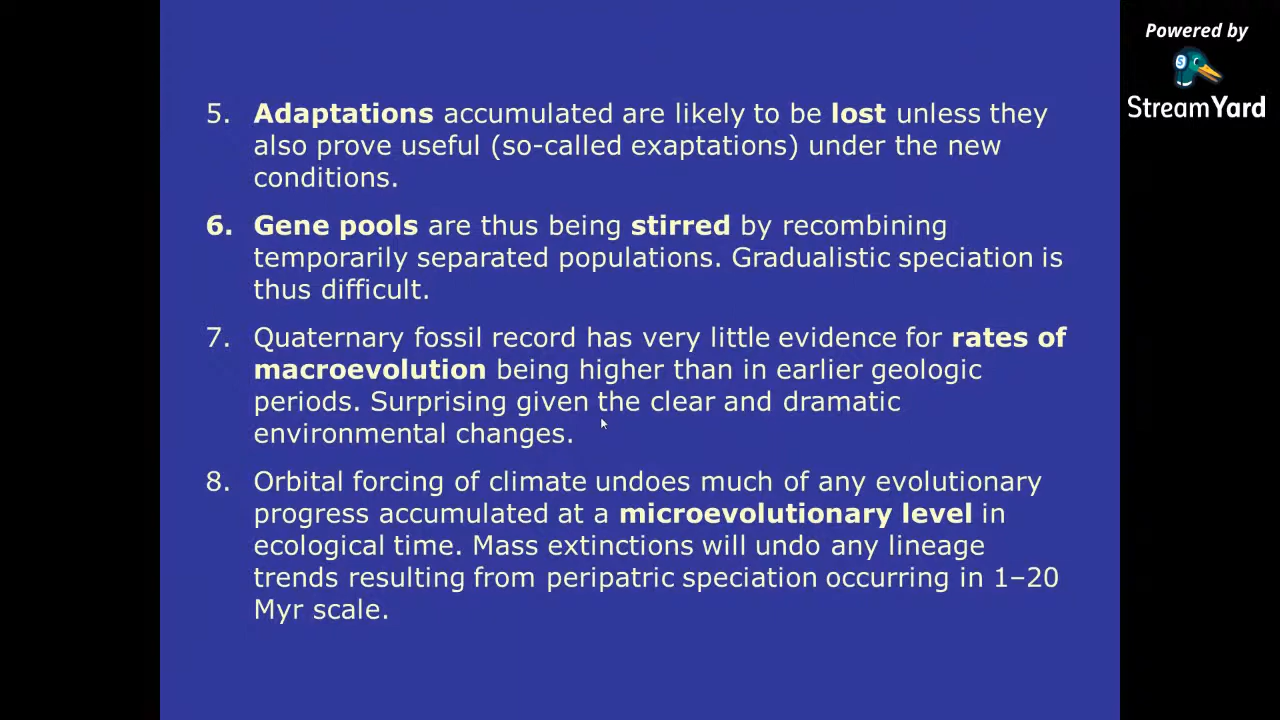 Powered by
StreamYard
5. Adaptations accumulated are likely to be lost unless they
also prove useful (so-called exaptations) under the new
conditions.
6. Gene pools are thus being stirred by recombining
temporarily separated populations. Gradualistic speciation is
thus difficult.
7. Quaternary fossil record has very little evidence for rates of
macroevolution being higher than in earlier geologic
periods. Surprising given the clear and dramatic
environmental changes.
8. Orbital forcing of climate undoes much of any evolutionary
progress accumulated at a microevolutionary level in
ecological time. Mass extinctions will undo any lineage
trends resulting from peripatric speciation occurring in 1–20
Myr scale.